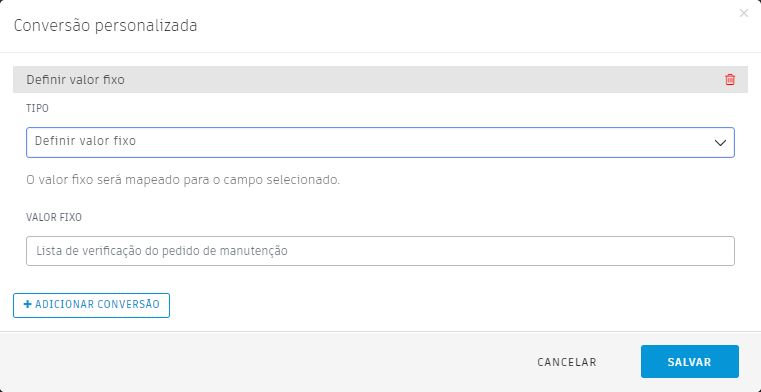 Conversão personalizada
Definir valor fixo
TIPO
Definir valor fixo
O valor fixo será mapeado para o campo selecionado.
VALOR FIXO
Lista de verificação do pedido de manutenção
+ ADICIONAR CONVERSÃO
CANCELAR
SALVAR